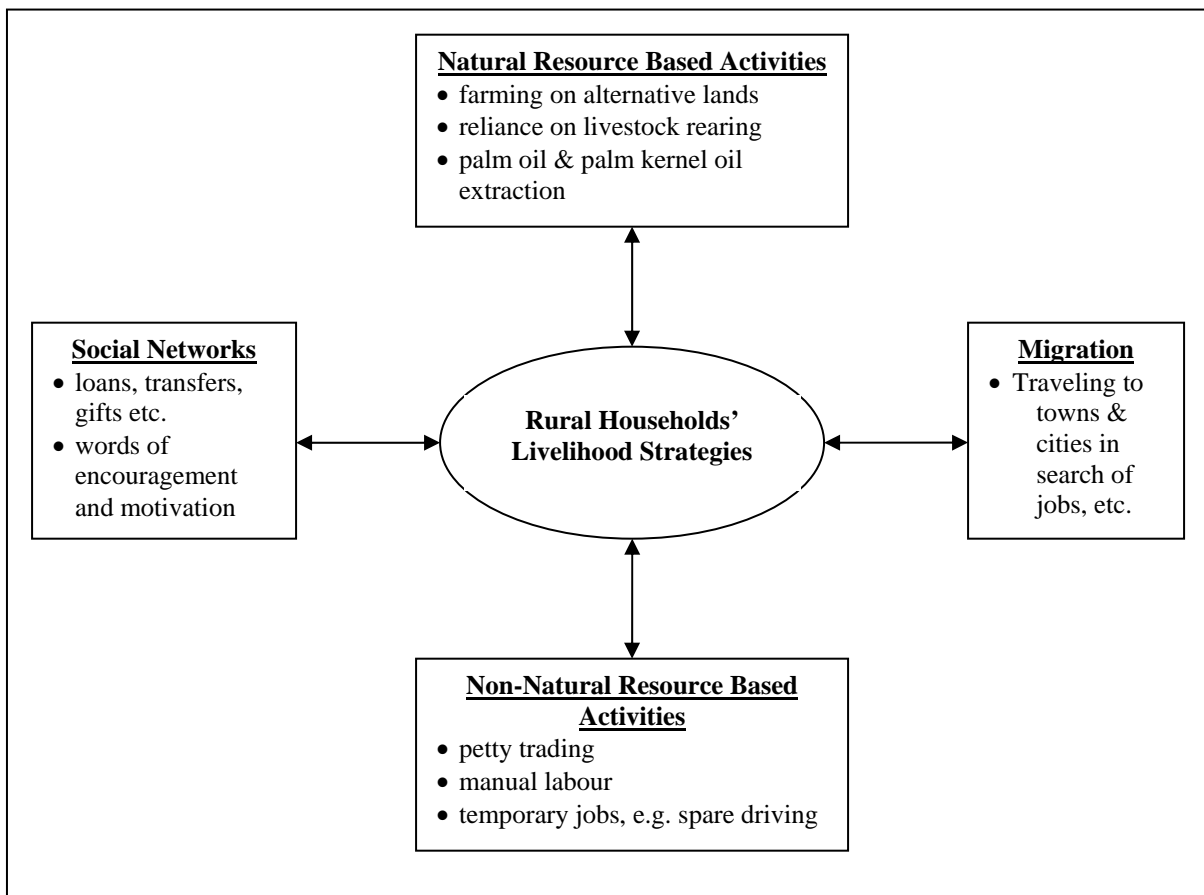 Natural Resource Based Activities
• farming on alternative lands
• reliance on livestock rearing
• palm oil & palm kernel oil
extraction
Social Networks
• loans, transfers,
gifts etc.
• words of
encouragement
and motivation
Rural Households’
Livelihood Strategies
Migration
• Traveling to
towns &
cities in
search of
jobs, etc.
Non-Natural Resource Based
Activities
• petty trading
• manual labour
• temporary jobs, e.g. spare driving